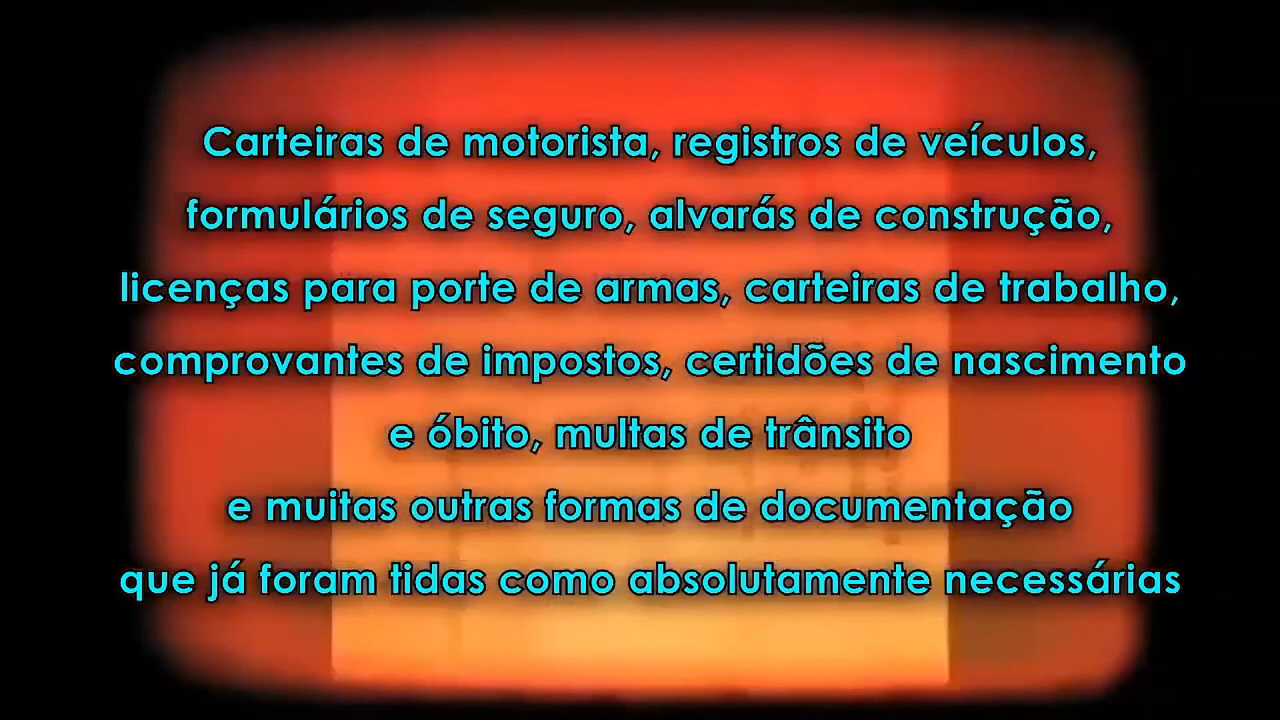 Carteiras de motorista, registros de veículos,
formulários de seguro, alvarás de construção,
licenças para porte de armas, carteiras de trabalho,
comprovantes de impostos, certidões de nascimento
e óbito, multas de trânsito
e muitas outras formas de documentação
que já foram tidas como absolutamente necessárias